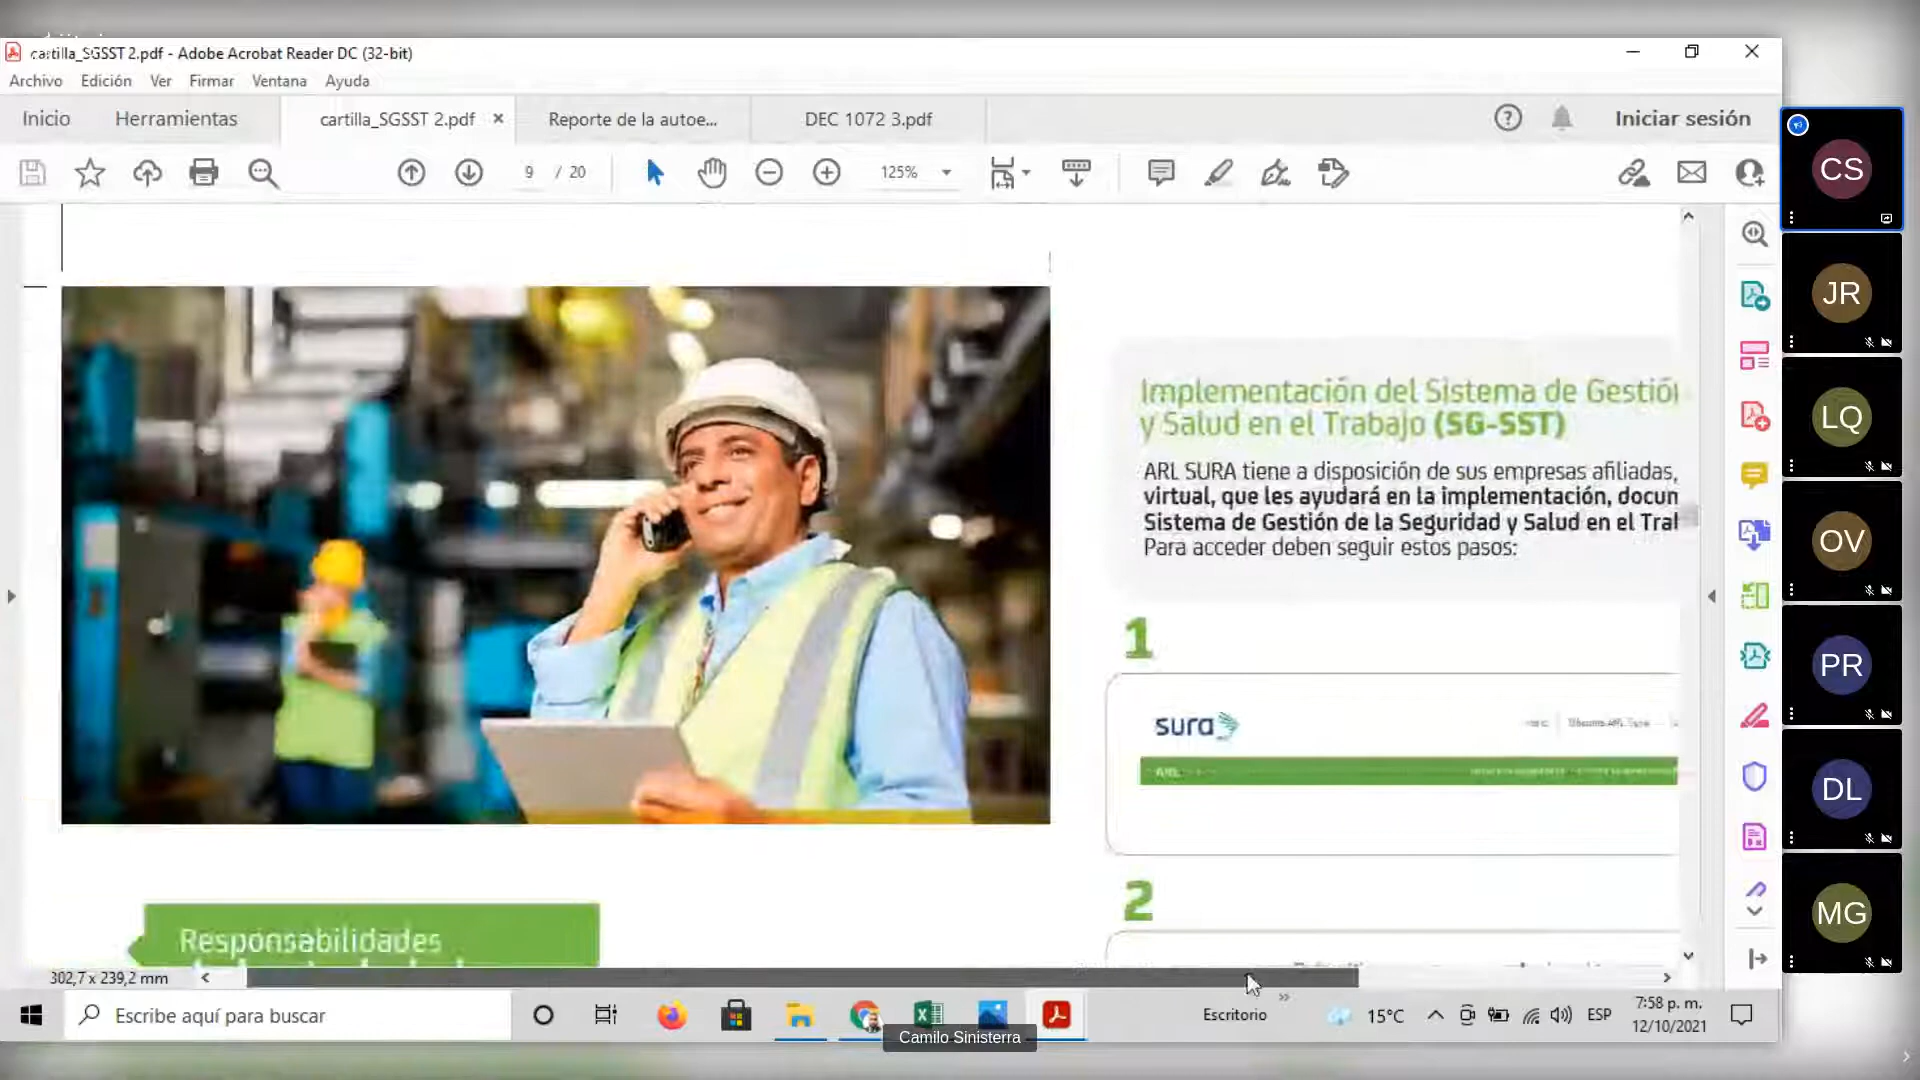 cartilla_SGSST 2.pdf - Adobe Acrobat Reader DC (32-bit)
Archivo Edición Ver Firmar Ventana Ayuda
Inicio Herramientas cartilla_SGSST 2.pdf Reporte de la autoe... DEC 1072 3.pdf Iniciar sesión
9 / 20 125%
Implementación del Sistema de Gestión
y Salud en el Trabajo (SG-SST)
ARL SURA tiene a disposición de sus empresas afiliadas,
virtual, que les ayudará en la implementación, docum
Sistema de Gestión de la Seguridad y Salud en el Tral
Para acceder deben seguir estos pasos:
1
sura
ARL
2
Responsabilidades
302,7 x 239,2 mm
Escribe aquí para buscar
Escritorio
15°C
ESP
7:58 p. m.
12/10/2021
Camilo Sinisterra
CS
JR
LQ
OV
PR
DL
MG